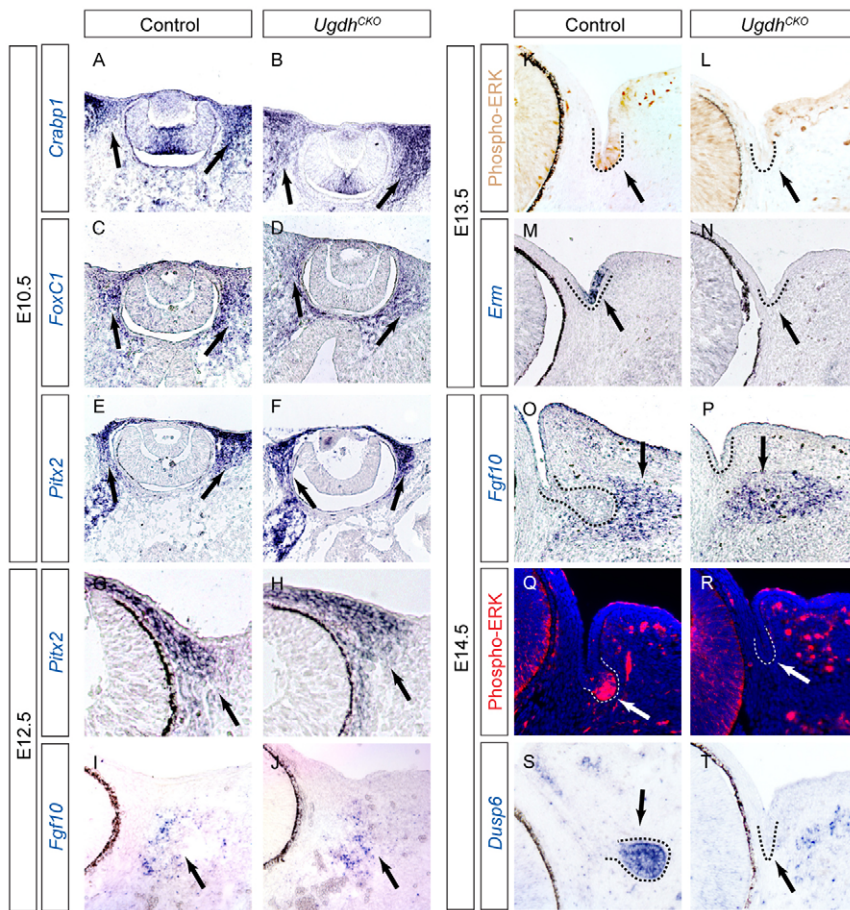 Control
Ugdh^CKO
Control
Ugdh^CKO
E10.5
Crabp1
A
B
FoxC1
C
D
Pitx2
E
F
E12.5
Pitx2
G
H
Fgf10
I
J
E13.5
Phospho-ERK
K
L
Erm
M
N
E14.5
Fgf10
O
P
Phospho-ERK
Q
R
Dusp6
S
T